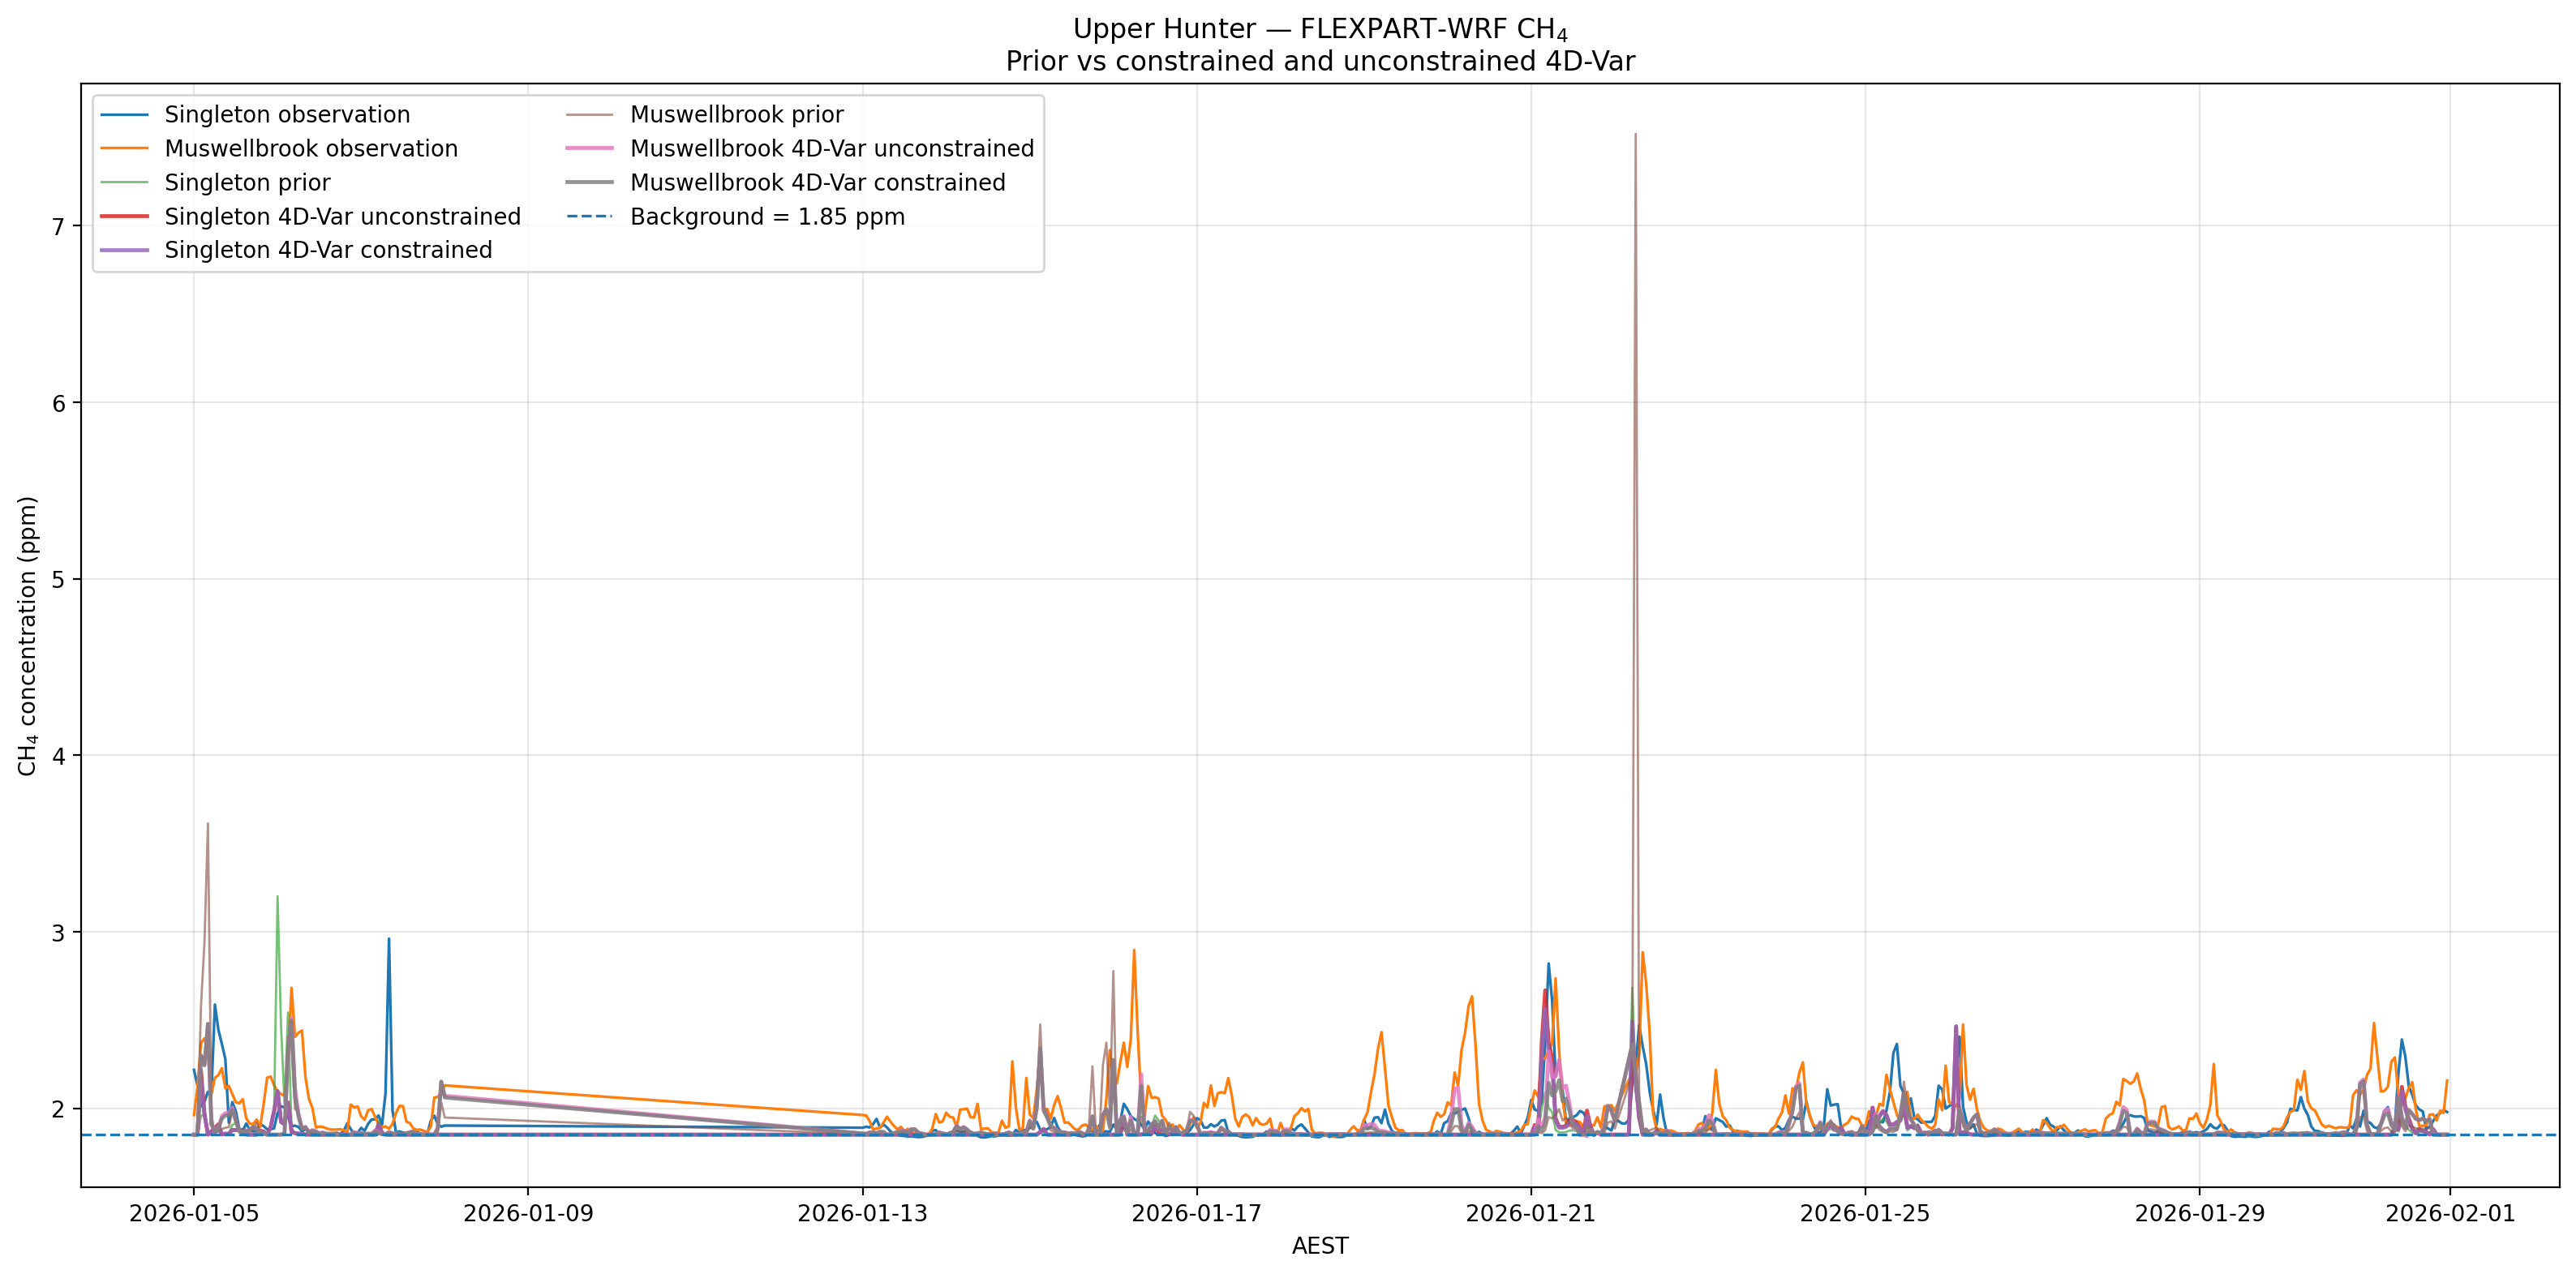 Upper Hunter — FLEXPART-WRF CH₄
Prior vs constrained and unconstrained 4D-Var
Singleton observation
Muswellbrook observation
Singleton prior
Singleton 4D-Var unconstrained
Singleton 4D-Var constrained
Muswellbrook prior
Muswellbrook 4D-Var unconstrained
Muswellbrook 4D-Var constrained
Background = 1.85 ppm
CH₄ concentration (ppm)
7
6
5
4
3
2
2026-01-05
2026-01-09
2026-01-13
2026-01-17
2026-01-21
2026-01-25
2026-01-29
2026-02-01
AEST